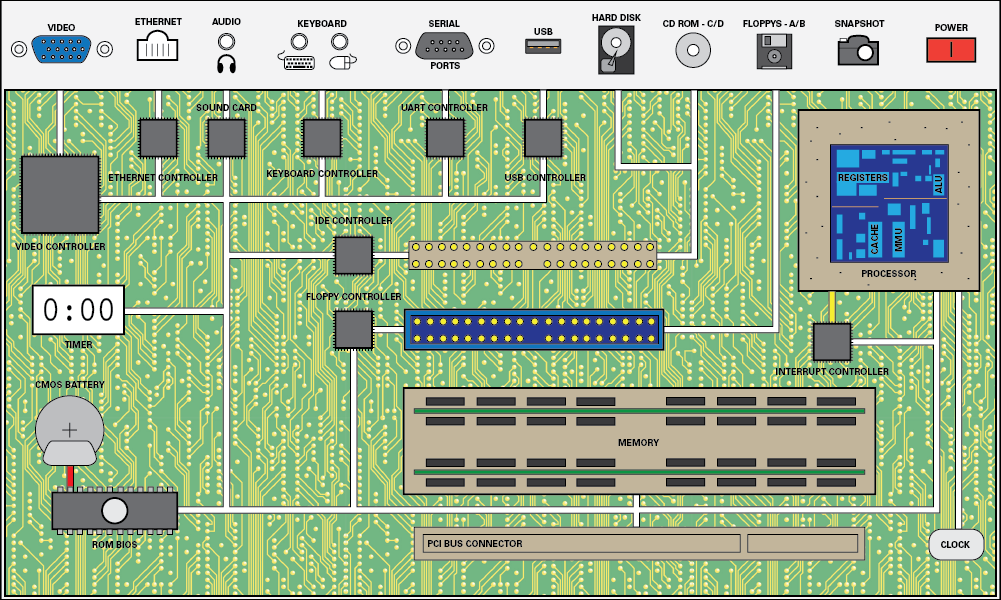 VIDEO
ETHERNET
AUDIO
KEYBOARD
SERIAL
PORTS
USB
HARD DISK
CD ROM - C/D
FLOPPYS - A/B
SNAPSHOT
POWER
SOUND CARD
UART CONTROLLER
ETHERNET CONTROLLER
KEYBOARD CONTROLLER
USB CONTROLLER
REGISTERS
ALU
CACHE
MMU
PROCESSOR
VIDEO CONTROLLER
IDE CONTROLLER
FLOPPY CONTROLLER
0:00
TIMER
INTERRUPT CONTROLLER
CMOS BATTERY
MEMORY
ROM BIOS
PCI BUS CONNECTOR
CLOCK